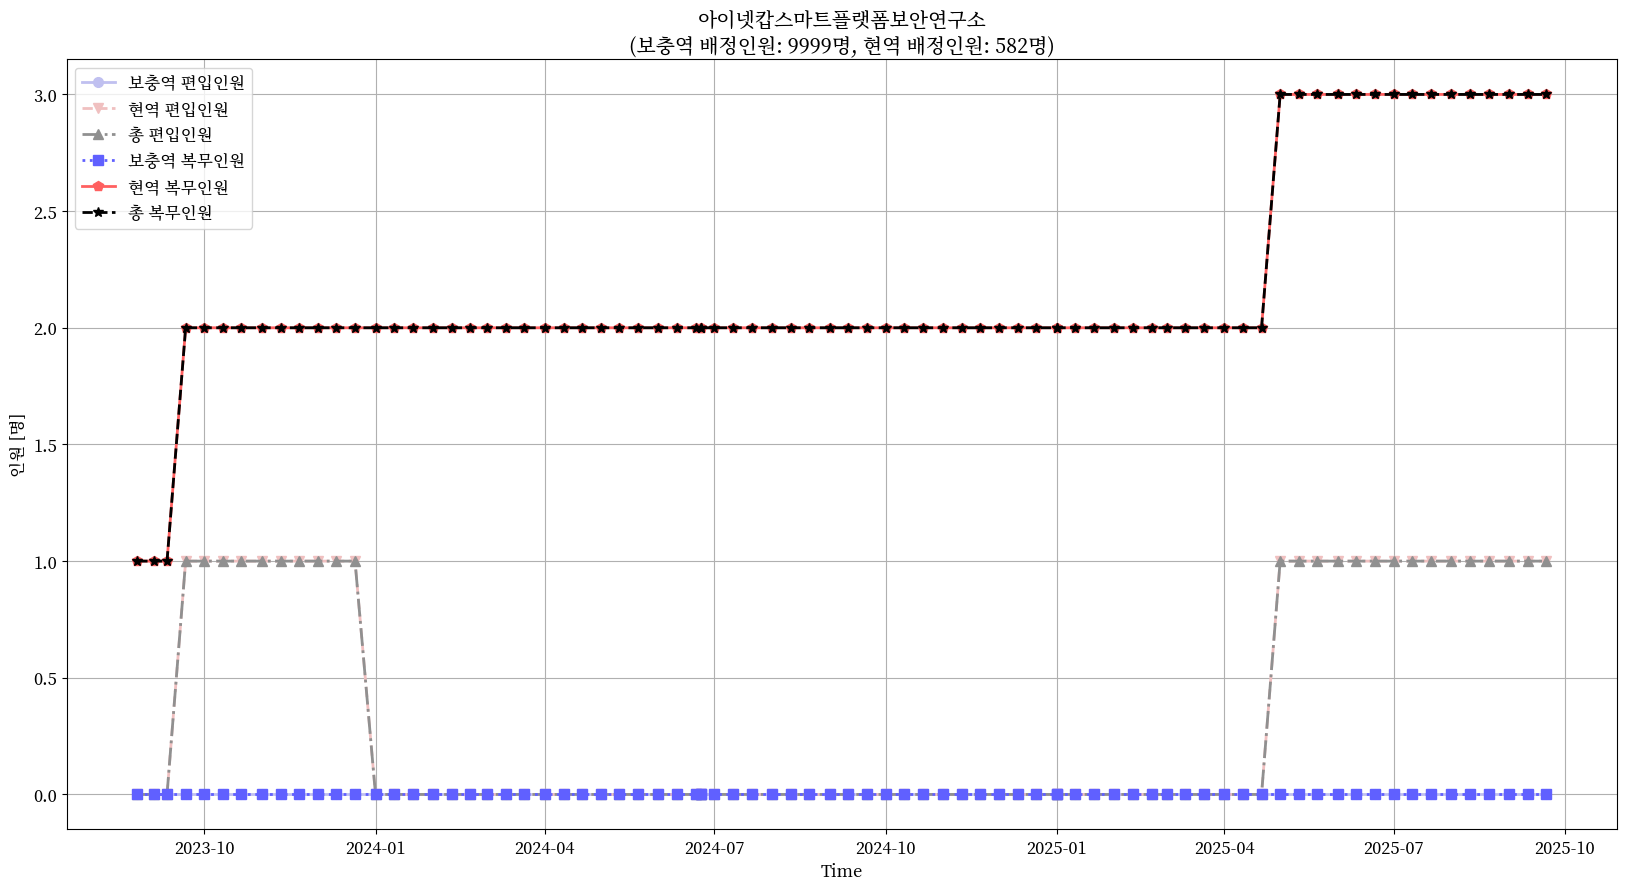 아이넷캅스마트플랫폼보안연구소
(보충역 배정인원: 9999명, 현역 배정인원: 582명)
보충역 편입인원
현역 편입인원
총 편입인원
보충역 복무인원
현역 복무인원
총 복무인원
3.0
2.5
2.0
1.5
1.0
0.5
0.0
인원 [명]
2023-10 2024-01 2024-04 2024-07 2024-10 2025-01 2025-04 2025-07 2025-10
Time